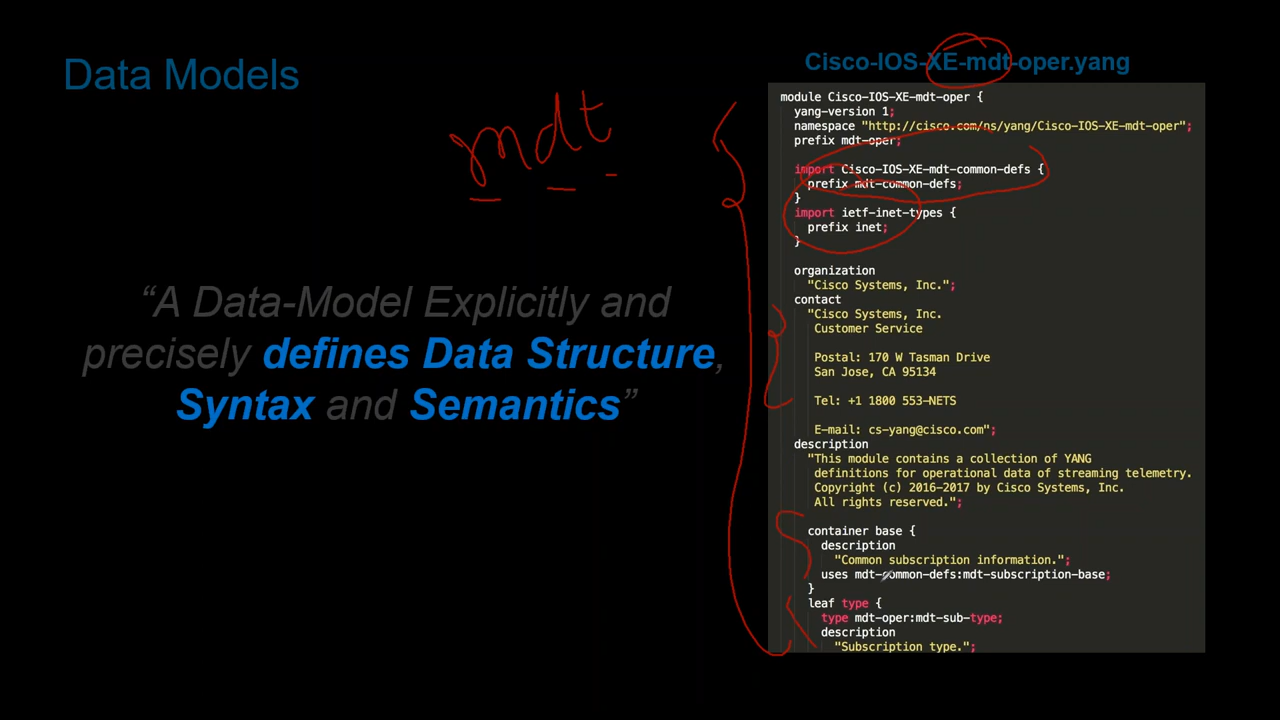 Data Models
mdt
“A Data-Model Explicitly and
precisely defines Data Structure,
Syntax and Semantics”
Cisco-IOS-XE-mdt-oper.yang
module Cisco-IOS-XE-mdt-oper {
yang-version 1;
namespace "http://cisco.com/ns/yang/Cisco-IOS-XE-mdt-oper";
prefix mdt-oper;
import Cisco-IOS-XE-mdt-common-defs {
prefix mdt-common-defs;
}
import ietf-inet-types {
prefix inet;
}
organization
"Cisco Systems, Inc.";
contact
"Cisco Systems, Inc.
Customer Service
Postal: 170 W Tasman Drive
San Jose, CA 95134
Tel: +1 1800 553-NETS
E-mail: cs-yang@cisco.com";
description
"This module contains a collection of YANG
definitions for operational data of streaming telemetry.
Copyright (c) 2016-2017 by Cisco Systems, Inc.
All rights reserved.";
container base {
description
"Common subscription information.";
uses mdt-common-defs:mdt-subscription-base;
}
leaf type {
type mdt-oper:mdt-sub-type;
description
"Subscription type.";